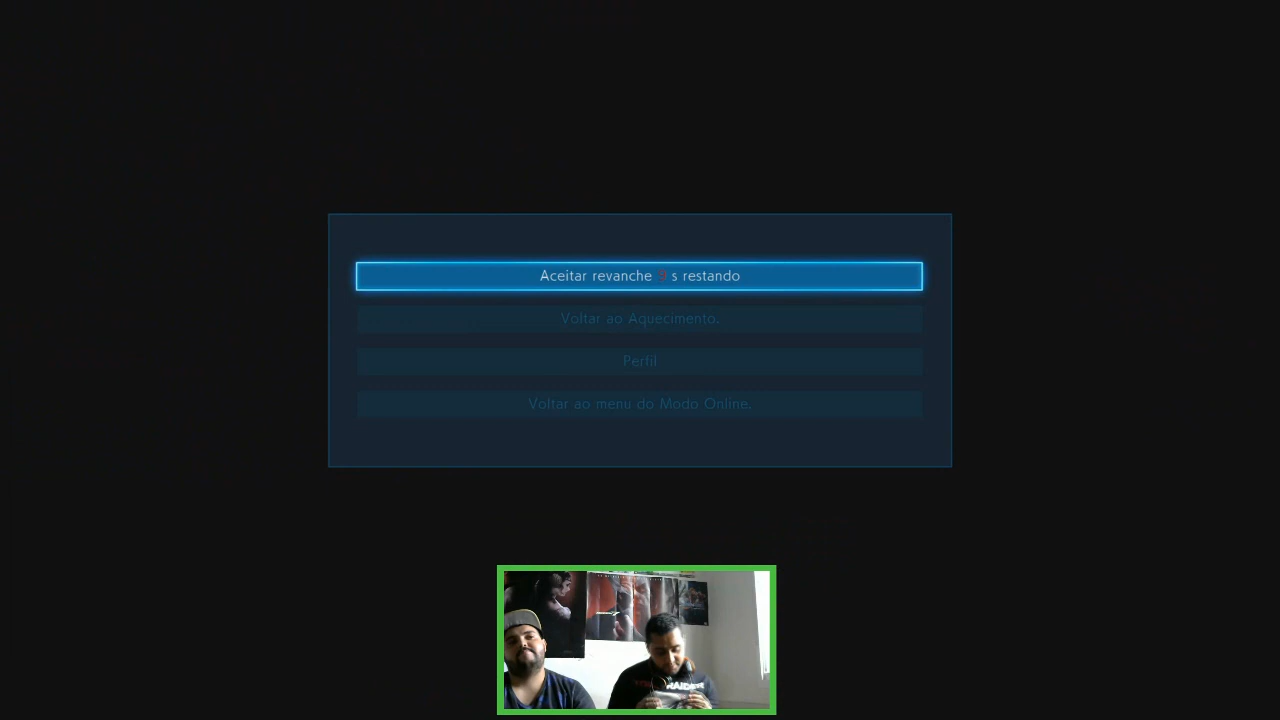 Aceitar revanche 9 s restando
Voltar ao Aquecimento.
Perfil
Voltar ao menu do Modo Online.